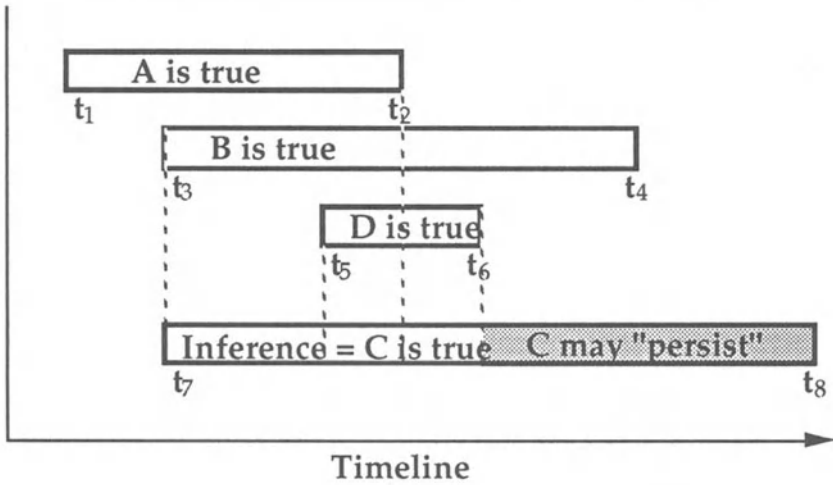 A is true
t1 t2
B is true
t3 t4
D is true
t5 t6
Inference = C is true C may "persist"
t7 t8
Timeline